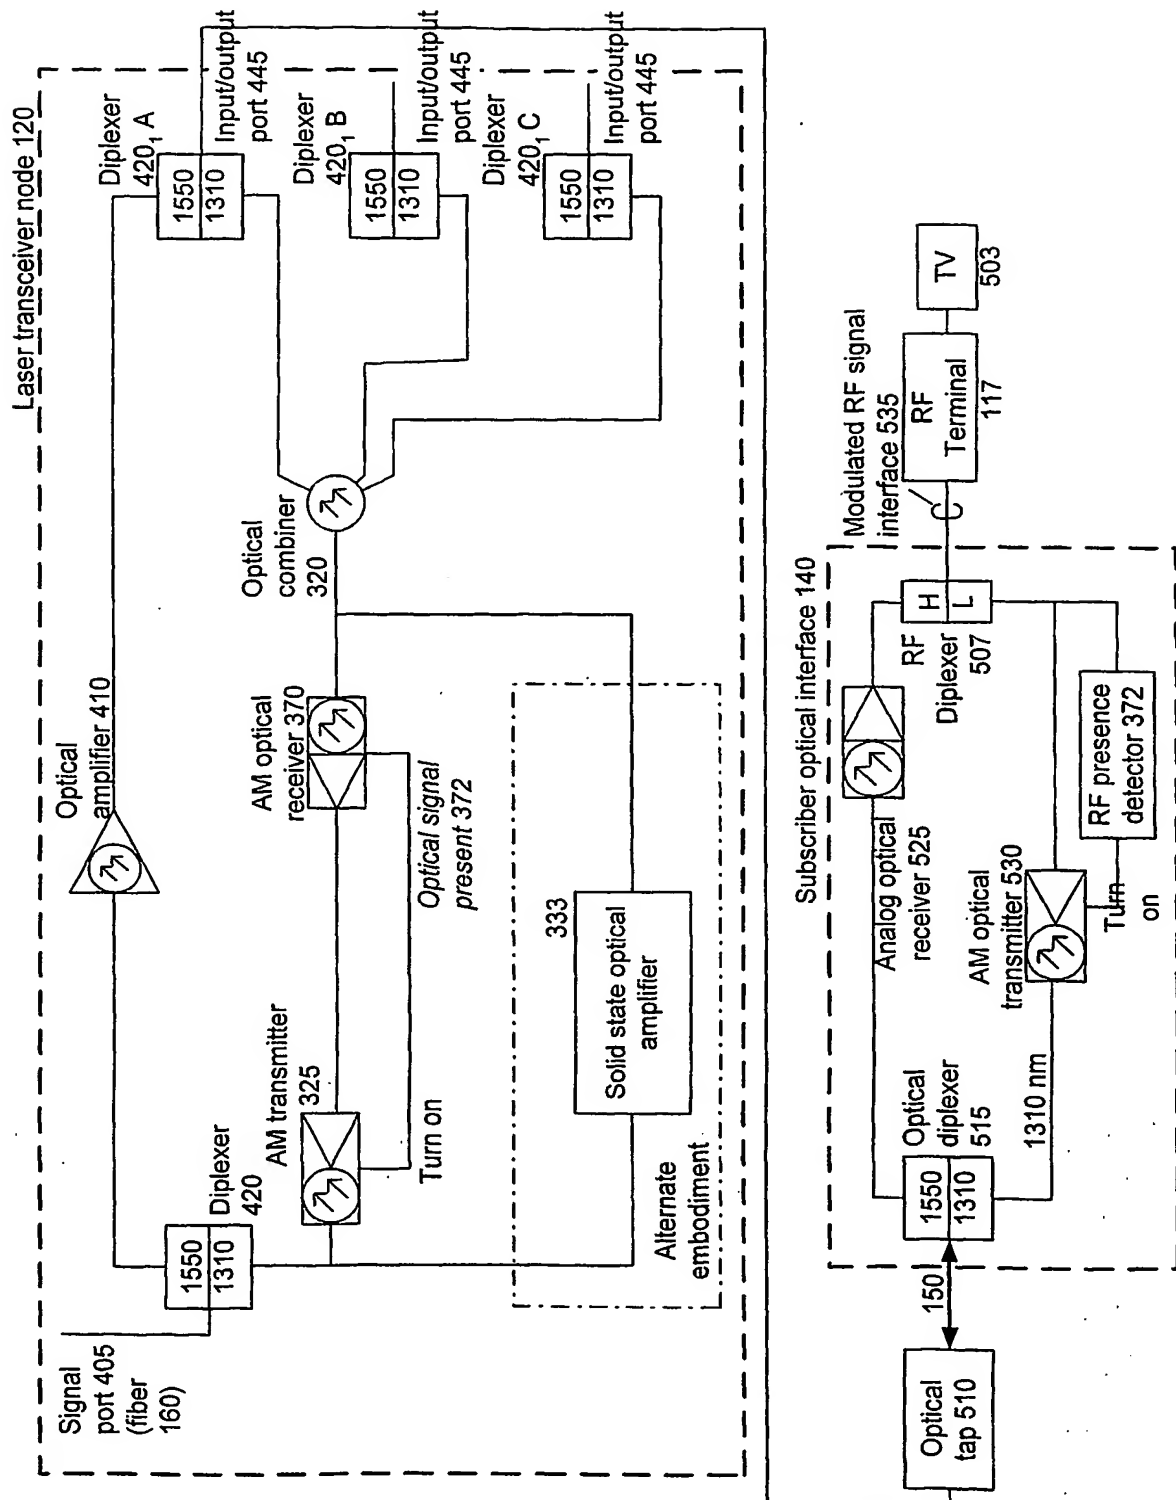 Laser transceiver node 120
Signal
port 405
(fiber
160)
1550
1310
Diplexer
420
Optical
amplifier 410
AM transmitter
325
Turn on
AM optical
receiver 370
Optical signal
present 372
Optical
combiner
320
Alternate
embodiment
Solid state optical
amplifier
333
Diplexer
420₁ A
1550
1310
Input/output
port 445
Diplexer
420₁ B
1550
1310
Input/output
port 445
Diplexer
420₁ C
1550
1310
Input/output
port 445
Optical
tap 510
150
Subscriber optical interface 140
1550
1310
Optical
diplexer
515
1310 nm
Analog optical
receiver 525
AM optical
transmitter 530
Turn
on
RF presence
detector 372
H
L
RF
Diplexer
507
Modulated RF signal
interface 535
RF
Terminal
117
TV
503